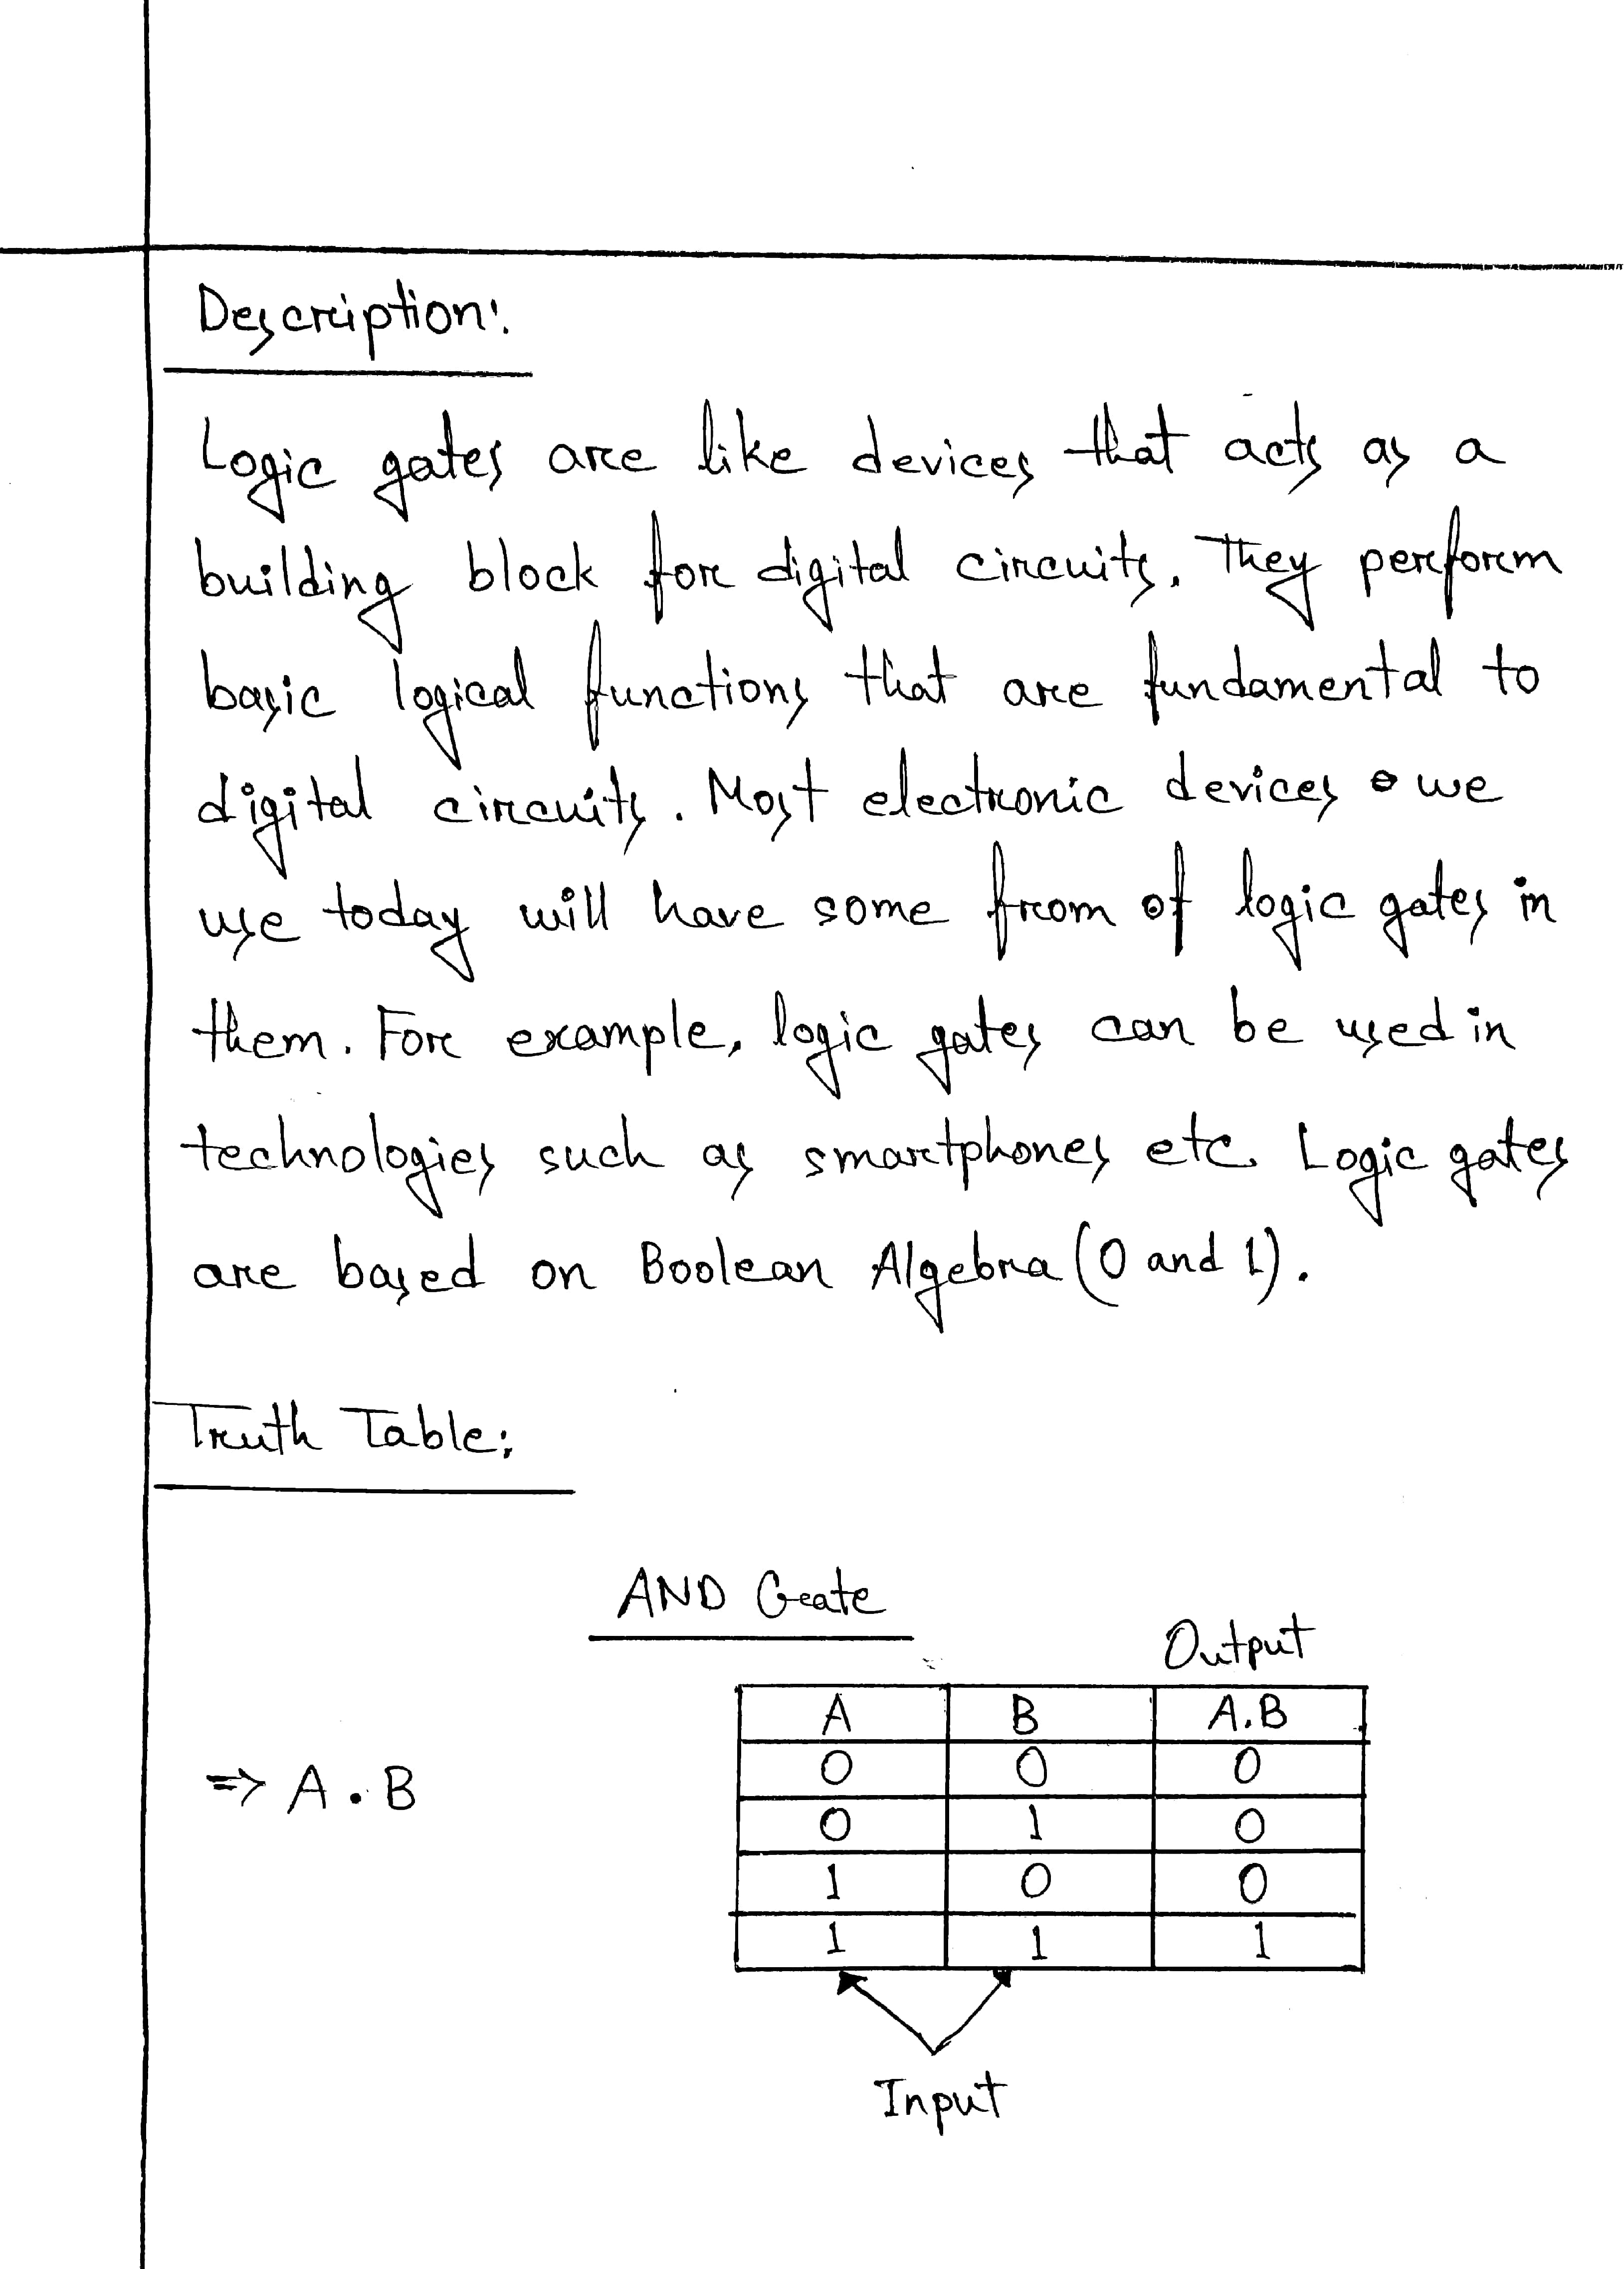 Description:
Logic gates are like devices that acts as a
building block for digital circuits. They perform
basic logical functions that are fundamental to
digital circuits. Most electronic devices we
use today will have some from of logic gates in
them. For example, logic gates can be used in
technologies such as smartphones etc. Logic gates
are based on Boolean Algebra (0 and 1).
Truth Table:
AND Gate
Output
A B A.B
0 0 0
=> A . B
0 1 0
1 0 0
1 1 1
Input